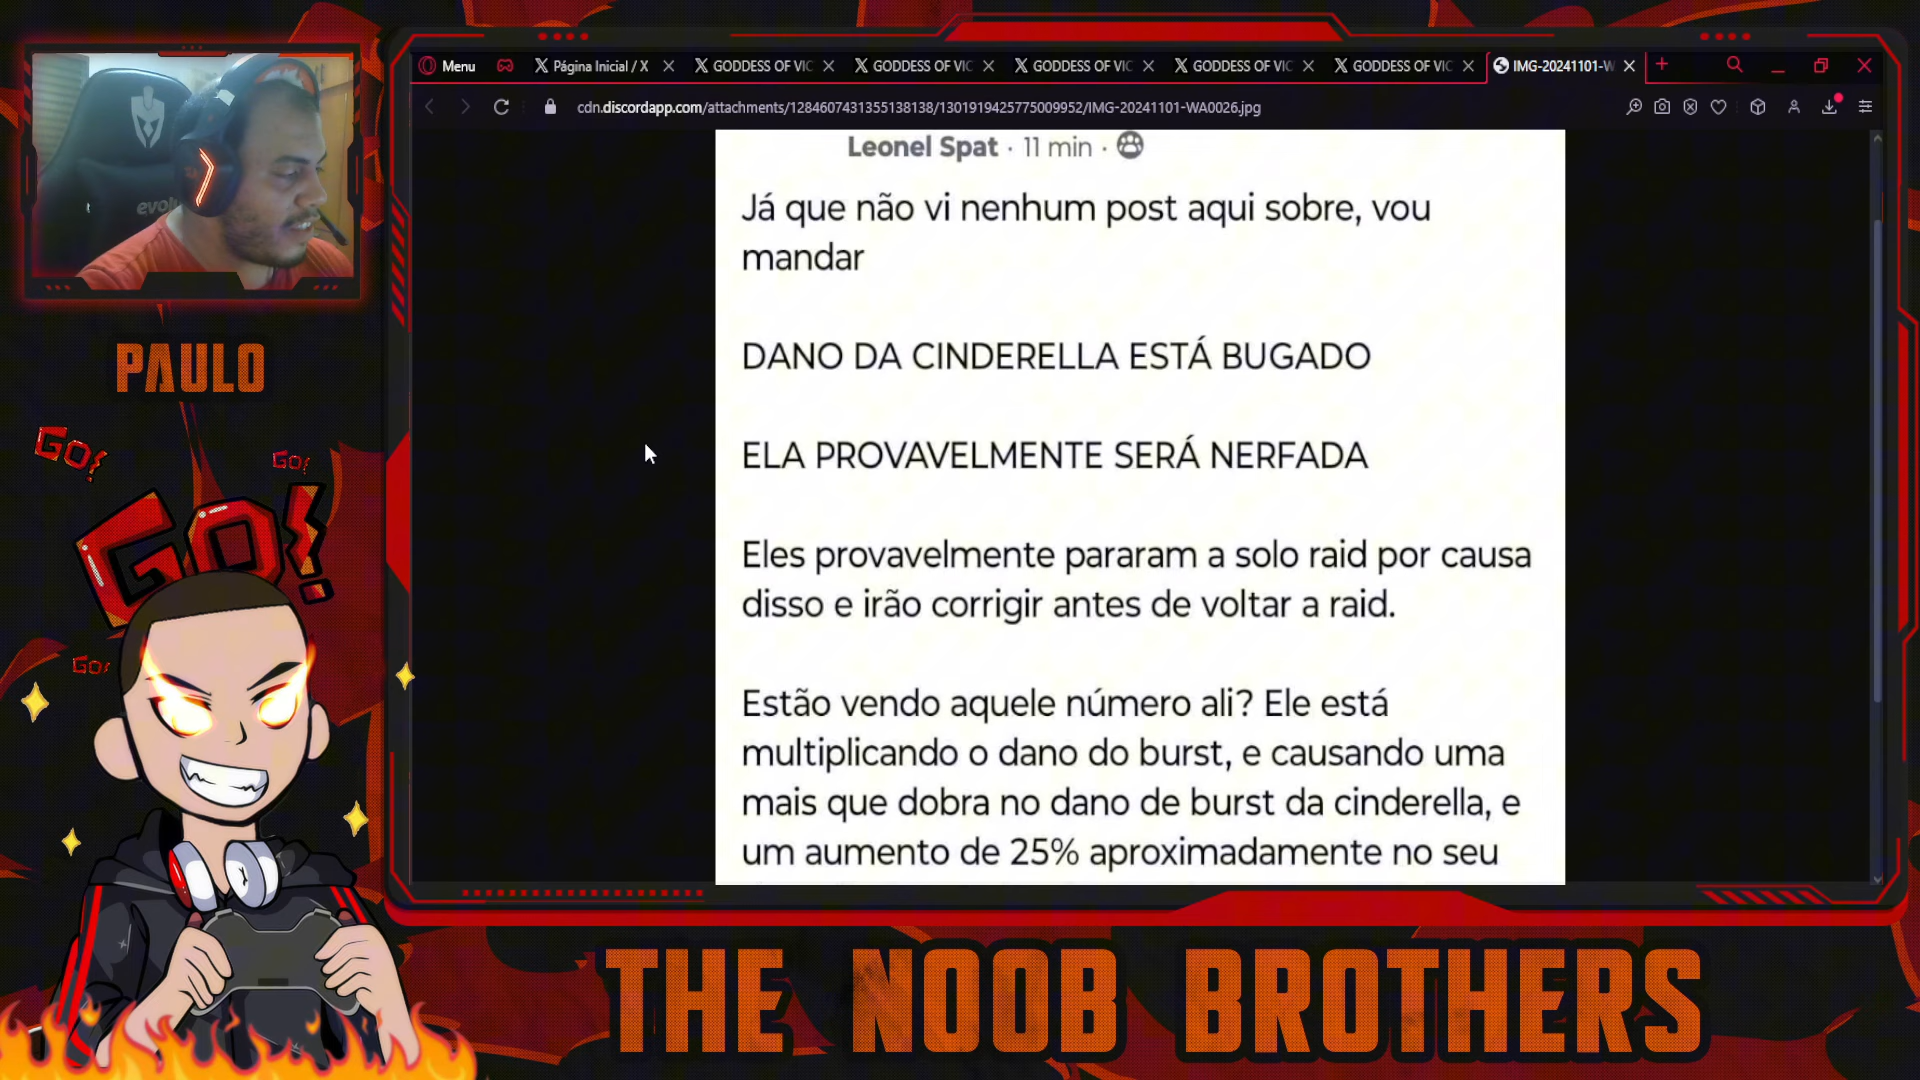 Menu
Página Inicial / X
GODDESS OF VIC
GODDESS OF VIC
GODDESS OF VIC
GODDESS OF VIC
GODDESS OF VIC
IMG-20241101-W
cdn.discordapp.com/attachments/1284607431355138138/1301919425775009952/IMG-20241101-WA0026.jpg
Leonel Spat · 11 min ·
Já que não vi nenhum post aqui sobre, vou
mandar
DANO DA CINDERELLA ESTÁ BUGADO
ELA PROVAVELMENTE SERÁ NERFADA
Eles provavelmente pararam a solo raid por causa
disso e irão corrigir antes de voltar a raid.
Estão vendo aquele número ali? Ele está
multiplicando o dano do burst, e causando uma
mais que dobra no dano de burst da cinderella, e
um aumento de 25% aproximadamente no seu
PAULO
GO!
GO!
GO!
GO!
THE NOOB BROTHERS